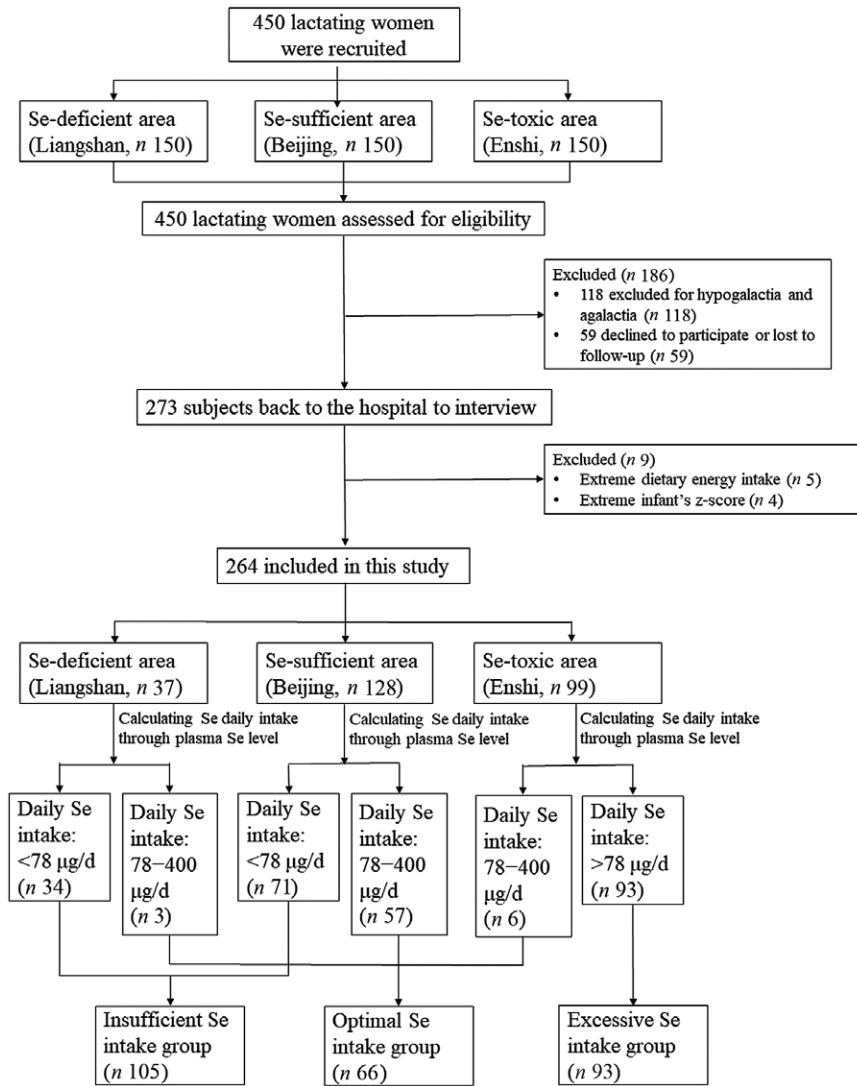 450 lactating women
were recruited
Se-deficient area
(Liangshan, n 150)
Se-sufficient area
(Beijing, n 150)
Se-toxic area
(Enshi, n 150)
450 lactating women assessed for eligibility
Excluded (n 186)
• 118 excluded for hypogalactia and
agalactia (n 118)
• 59 declined to participate or lost to
follow-up (n 59)
273 subjects back to the hospital to interview
Excluded (n 9)
• Extreme dietary energy intake (n 5)
• Extreme infant's z-score (n 4)
264 included in this study
Se-deficient area
(Liangshan, n 37)
Se-sufficient area
(Beijing, n 128)
Se-toxic area
(Enshi, n 99)
Calculating Se daily intake
through plasma Se level
Calculating Se daily intake
through plasma Se level
Calculating Se daily intake
through plasma Se level
Daily Se
intake:
<78 μg/d
(n 34)
Daily Se
intake:
78−400
μg/d
(n 3)
Daily Se
intake:
<78 μg/d
(n 71)
Daily Se
intake:
78−400
μg/d
(n 57)
Daily Se
intake:
78−400
μg/d
(n 6)
Daily Se
intake:
>78 μg/d
(n 93)
Insufficient Se
intake group
(n 105)
Optimal Se
intake group
(n 66)
Excessive Se
intake group
(n 93)